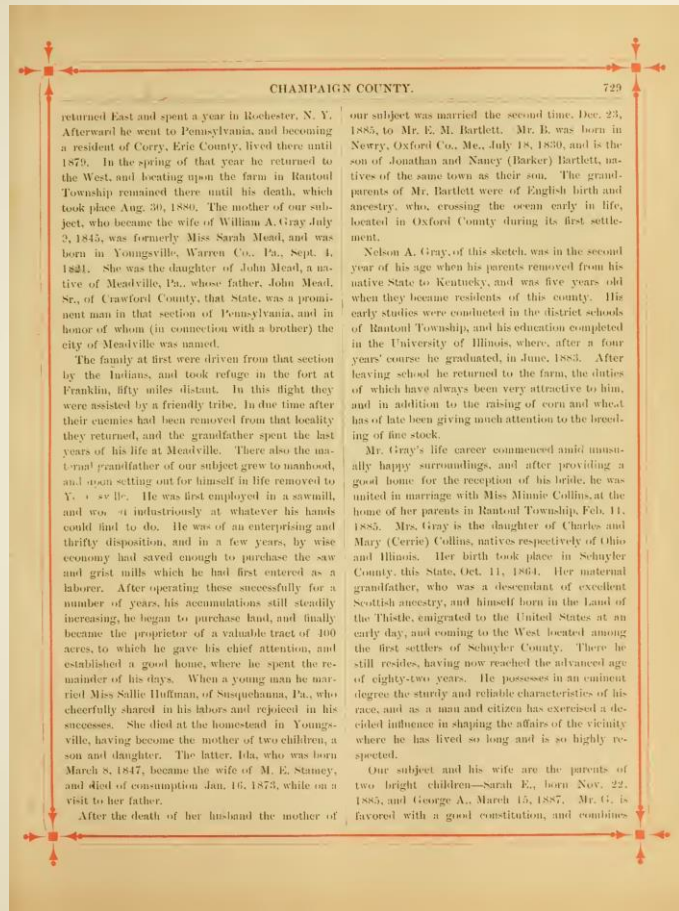 CHAMPAIGN COUNTY.
729
returned East and spent a year in Rochester, N. Y.
Afterward he went to Pennsylvania, and becoming
a resident of Corry, Erie County, lived there until
1879. In the spring of that year he returned to
the West, and locating upon the farm in Rantoul
Township remained there until his death, which
took place Aug. 30, 1880. The mother of our sub-
ject, who became the wife of William A. Gray July
3, 1845, was formerly Miss Sarah Mead, and was
born in Youngsville, Warren Co., Pa., Sept. 4,
1821. She was the daughter of John Mead, a na-
tive of Meadville, Pa., whose father, John Mead,
Sr., of Crawford County, that State, was a promi-
nent man in that section of Pennsylvania, and in
honor of whom (in connection with a brother) the
city of Meadville was named.
The family at first were driven from that section
by the Indians, and took refuge in the fort at
Franklin, fifty miles distant. In this flight they
were assisted by a friendly tribe. In due time after
their enemies had been removed from that locality
they returned, and the grandfather spent the last
years of his life at Meadville. There also the ma-
ternal grandfather of our subject grew to manhood,
and upon setting out for himself in life removed to
He was first employed in a sawmill,
and industriously at whatever his hands
could find to do. He was of an enterprising and
thrifty disposition, and in a few years, by wise
economy had saved enough to purchase the saw
and grist mills which he had first entered as a
laborer. After operating these successfully for a
number of years, his accumulations still steadily
increasing, he began to purchase land, and finally
became the proprietor of a valuable tract of 400
acres, to which he gave his chief attention, and
established a good home, where he spent the re-
mainder of his days. When a young man he mar-
ried Miss Sallie Huffman, of Susquehanna, Pa., who
cheerfully shared in his labors and rejoiced in his
successes. She died at the homestead in Youngs-
ville, having become the mother of two children, a
son and daughter. The latter, Ida, who was born
March 8, 1847, became the wife of M. E. Stamey,
and died of consumption Jan. 16, 1873, while on a
visit to her father.
After the death of her husband the mother of
our subject was married the second time, Dec. 23,
1885, to Mr. E. M. Bartlett. Mr. B. was born in
Newry, Oxford Co., Me., July 18, 1830, and is the
son of Jonathan and Nancy (Barker) Bartlett, na-
tives of the same town as their son. The grand-
parents of Mr. Bartlett were of English birth and
ancestry, who, crossing the ocean early in life,
located in Oxford County during its first settle-
ment.
Nelson A. Gray, of this sketch, was in the second
year of his age when his parents removed from his
native State to Kentucky, and was five years old
when they became residents of this county. His
early studies were conducted in the district schools
of Rantoul Township, and his education completed
in the University of Illinois, where, after a four
years' course he graduated, in June, 1883. After
leaving school he returned to the farm, the duties
of which have always been very attractive to him,
and in addition to the raising of corn and wheat
has of late been giving much attention to the breed-
ing of fine stock.
Mr. Gray's life career commenced amid unusu-
ally happy surroundings, and after providing a
good home for the reception of his bride, he was
united in marriage with Miss Minnie Collins, at the
home of her parents in Rantoul Township, Feb. 11,
1885. Mrs. Gray is the daughter of Charles and
Mary (Cerrie) Collins, natives respectively of Ohio
and Illinois. Her birth took place in Schuyler
County, this State, Oct. 11, 1864. Her maternal
grandfather, who was a descendant of excellent
Scottish ancestry, and himself born in the Land of
the Thistle, emigrated to the United States at an
early day, and coming to the West located among
the first settlers of Schuyler County. There he
still resides, having now reached the advanced age
of eighty-two years. He possesses in an eminent
degree the sturdy and reliable characteristics of his
race, and as a man and citizen has exercised a de-
cided influence in shaping the affairs of the vicinity
where he has lived so long and is so highly re-
spected.
Our subject and his wife are the parents of
two bright children—Sarah E., born Nov. 22,
1885, and George A., March 15, 1887. Mr. G. is
favored with a good constitution, and combines